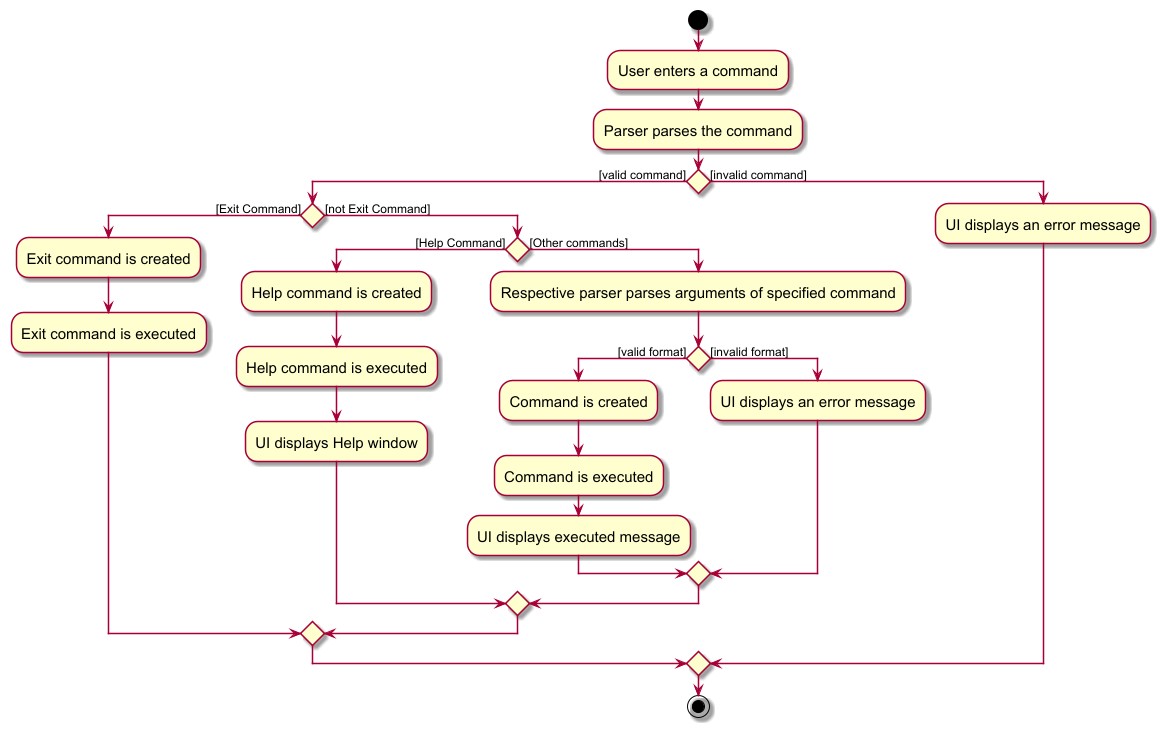 User enters a command
Parser parses the command
[valid command]
[invalid command]
[Exit Command]
[not Exit Command]
UI displays an error message
[Help Command]
[Other commands]
Exit command is created
Help command is created
Respective parser parses arguments of specified command
Exit command is executed
[valid format]
[invalid format]
Help command is executed
Command is created
UI displays an error message
UI displays Help window
Command is executed
UI displays executed message